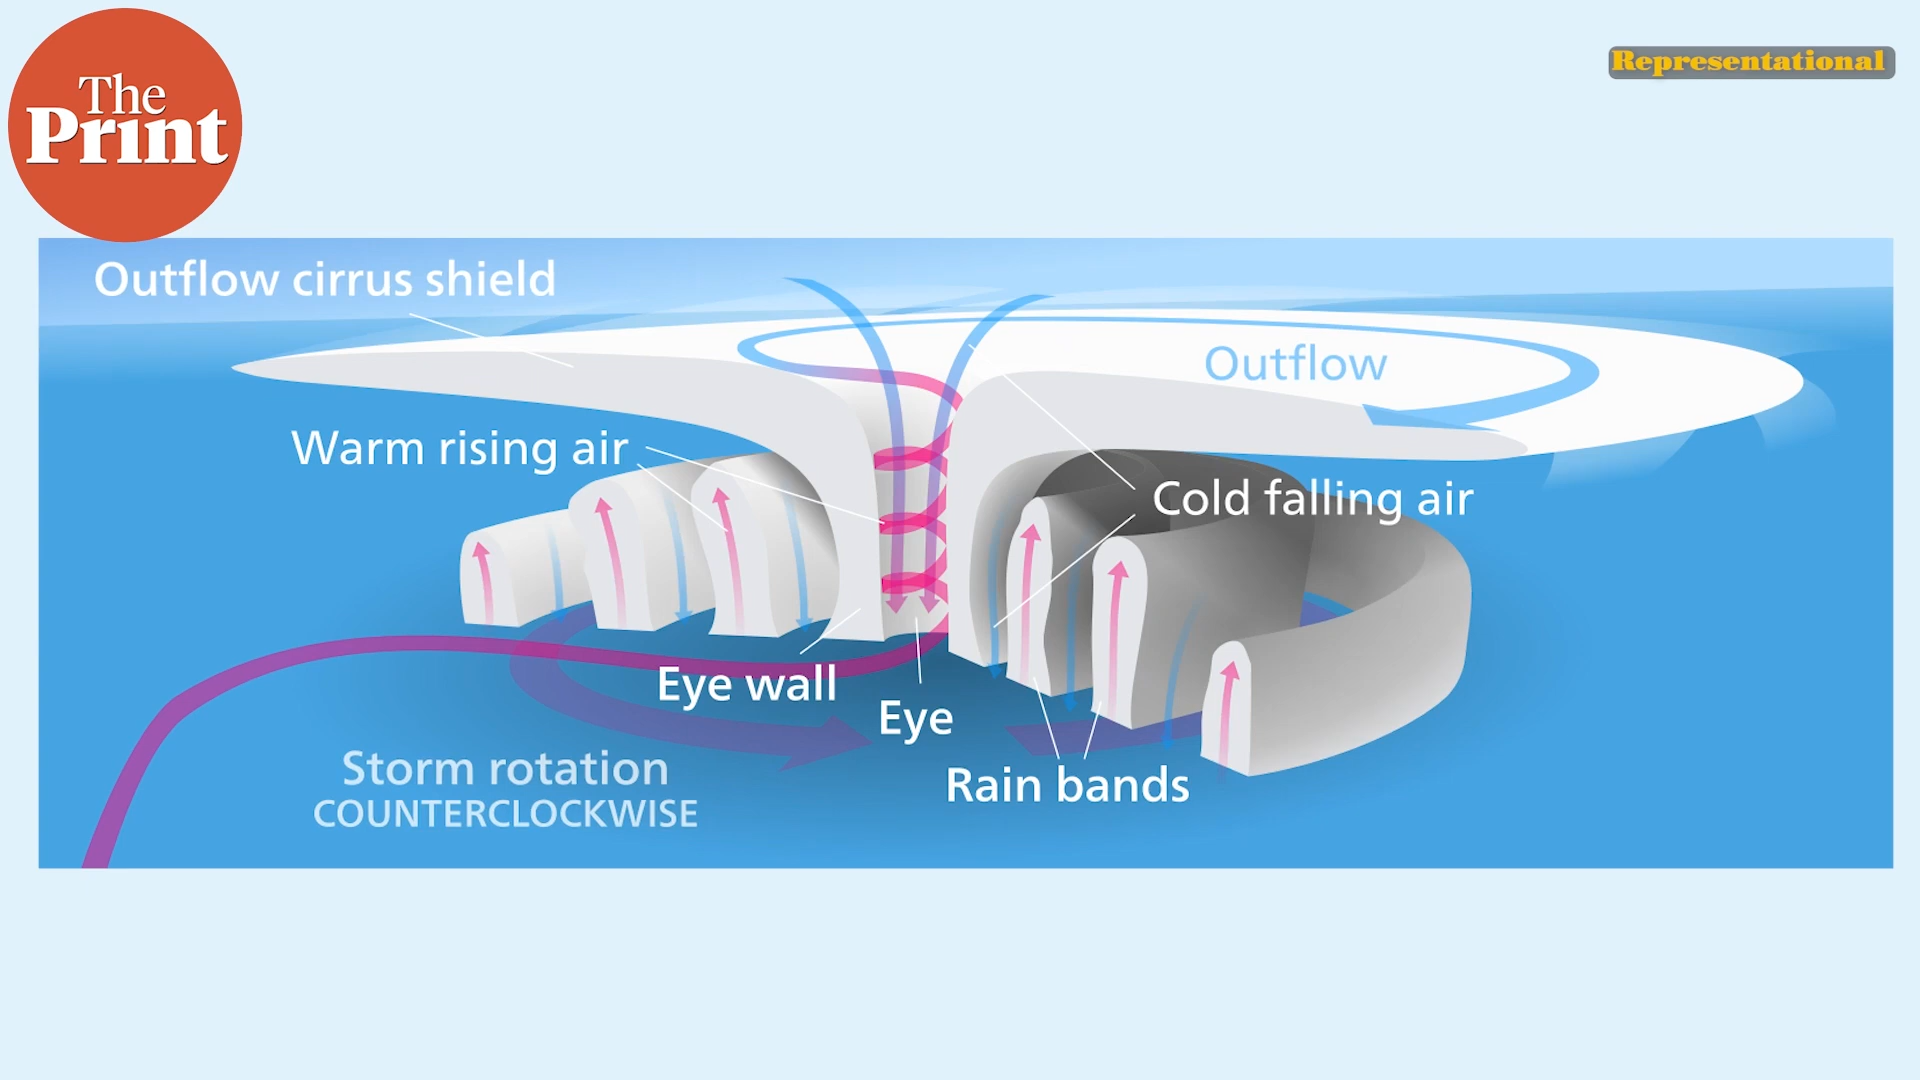 The
Print
Representational
Outflow cirrus shield
Outflow
Warm rising air
Cold falling air
Eye wall
Eye
Storm rotation
COUNTERCLOCKWISE
Rain bands